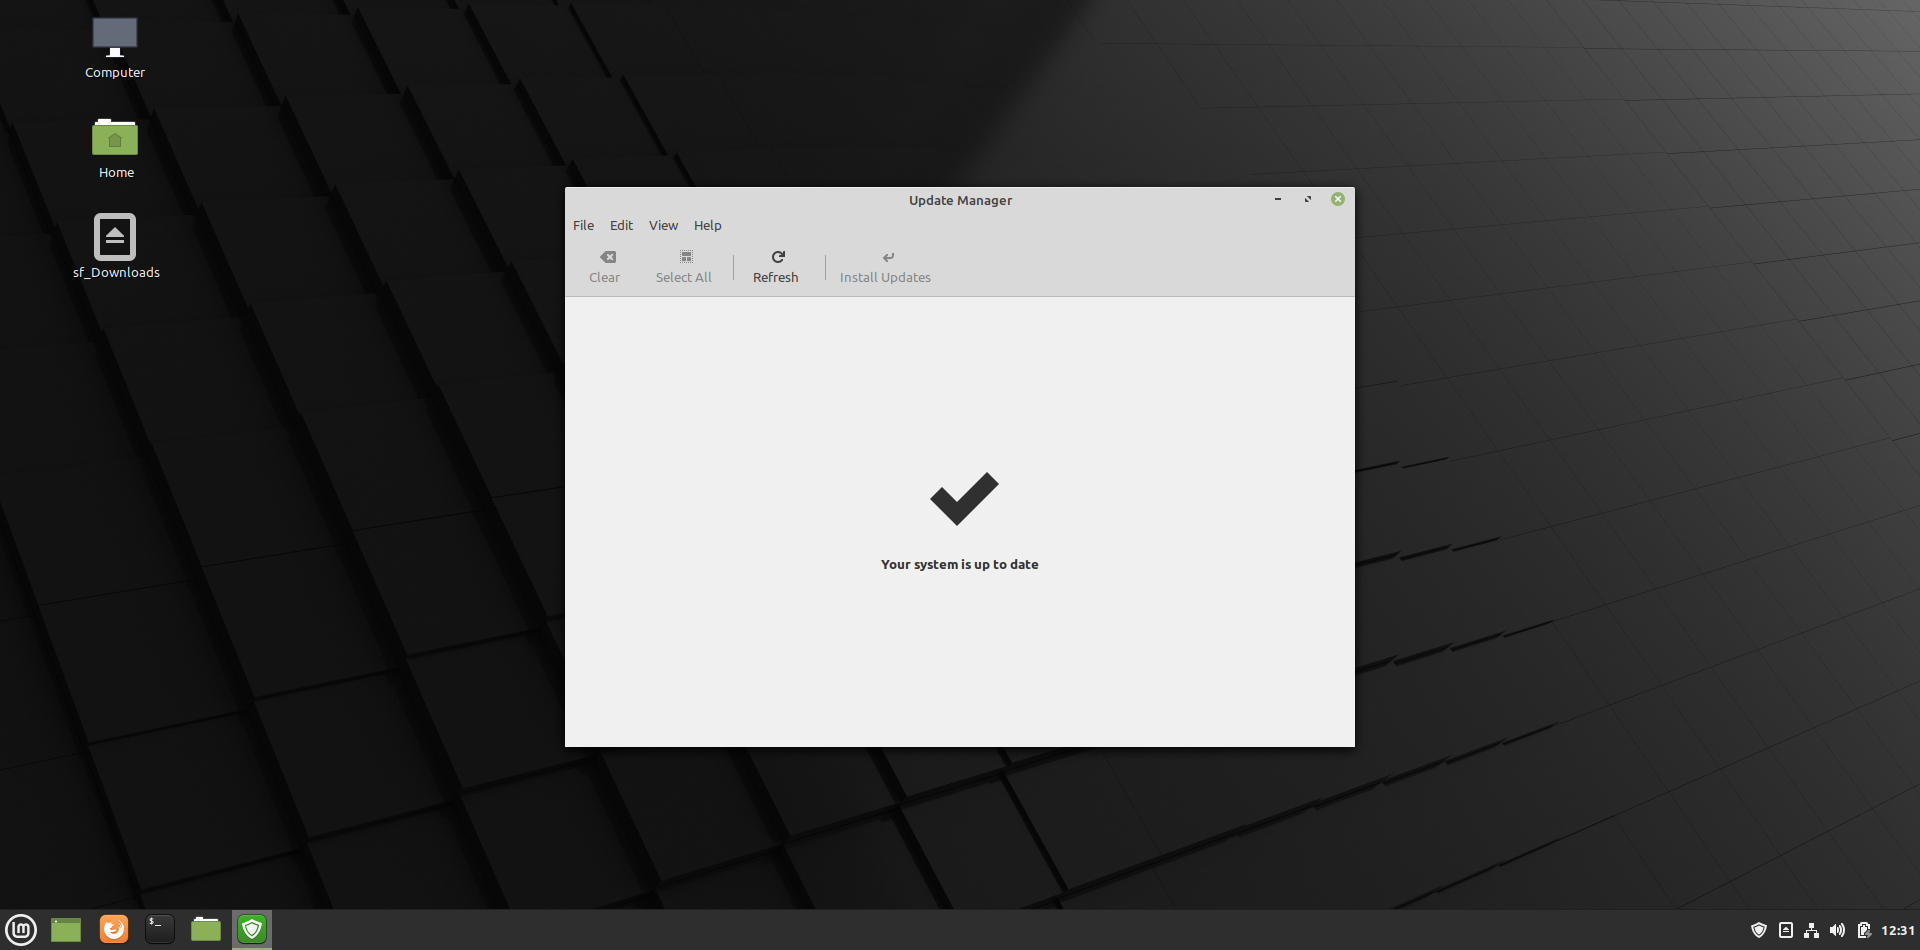 Computer
Home
sf_Downloads
Update Manager
File Edit View Help
Clear Select All Refresh Install Updates
Your system is up to date
$_
12:31